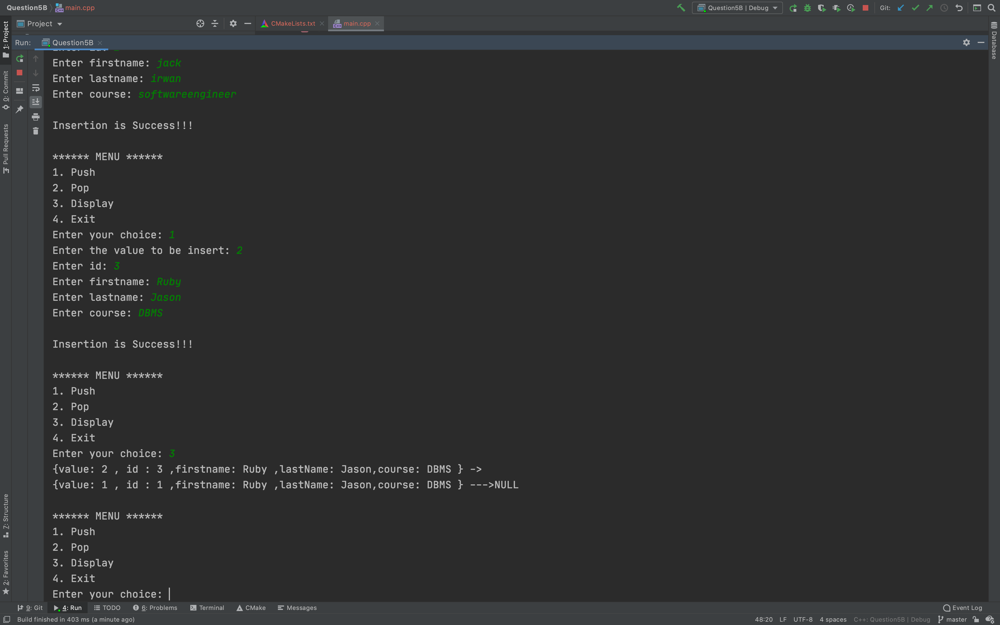 Question5B main.cpp
Question5B | Debug
Git:
Project
CMakeLists.txt
main.cpp
Run: Question5B
1: Project
0: Commit
Pull Requests
7: Structure
2: Favorites
Database
Enter firstname: jack
Enter lastname: irwan
Enter course: softwareengineer
Insertion is Success!!!
****** MENU ******
1. Push
2. Pop
3. Display
4. Exit
Enter your choice: 1
Enter the value to be insert: 2
Enter id: 3
Enter firstname: Ruby
Enter lastname: Jason
Enter course: DBMS
Insertion is Success!!!
****** MENU ******
1. Push
2. Pop
3. Display
4. Exit
Enter your choice: 3
{value: 2 , id : 3 ,firstname: Ruby ,lastName: Jason,course: DBMS } ->
{value: 1 , id : 1 ,firstname: Ruby ,lastName: Jason,course: DBMS } --->NULL
****** MENU ******
1. Push
2. Pop
3. Display
4. Exit
Enter your choice:
9: Git 4: Run TODO 6: Problems Terminal CMake Messages Event Log
Build finished in 403 ms (a minute ago) 48:20 LF UTF-8 4 spaces C++: Question5B | Debug master